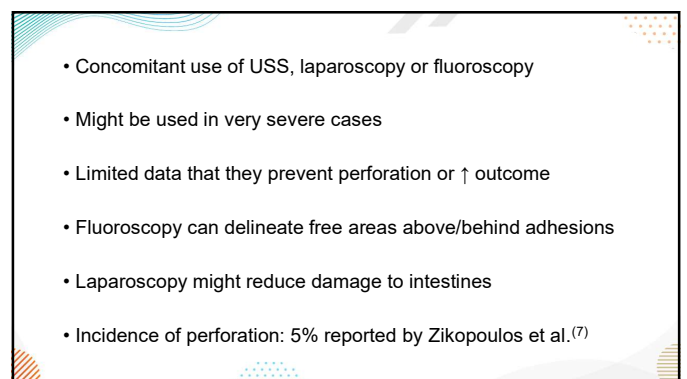 • Concomitant use of USS, laparoscopy or fluoroscopy
• Might be used in very severe cases
• Limited data that they prevent perforation or ↑ outcome
• Fluoroscopy can delineate free areas above/behind adhesions
• Laparoscopy might reduce damage to intestines
• Incidence of perforation: 5% reported by Zikopoulos et al.(7)